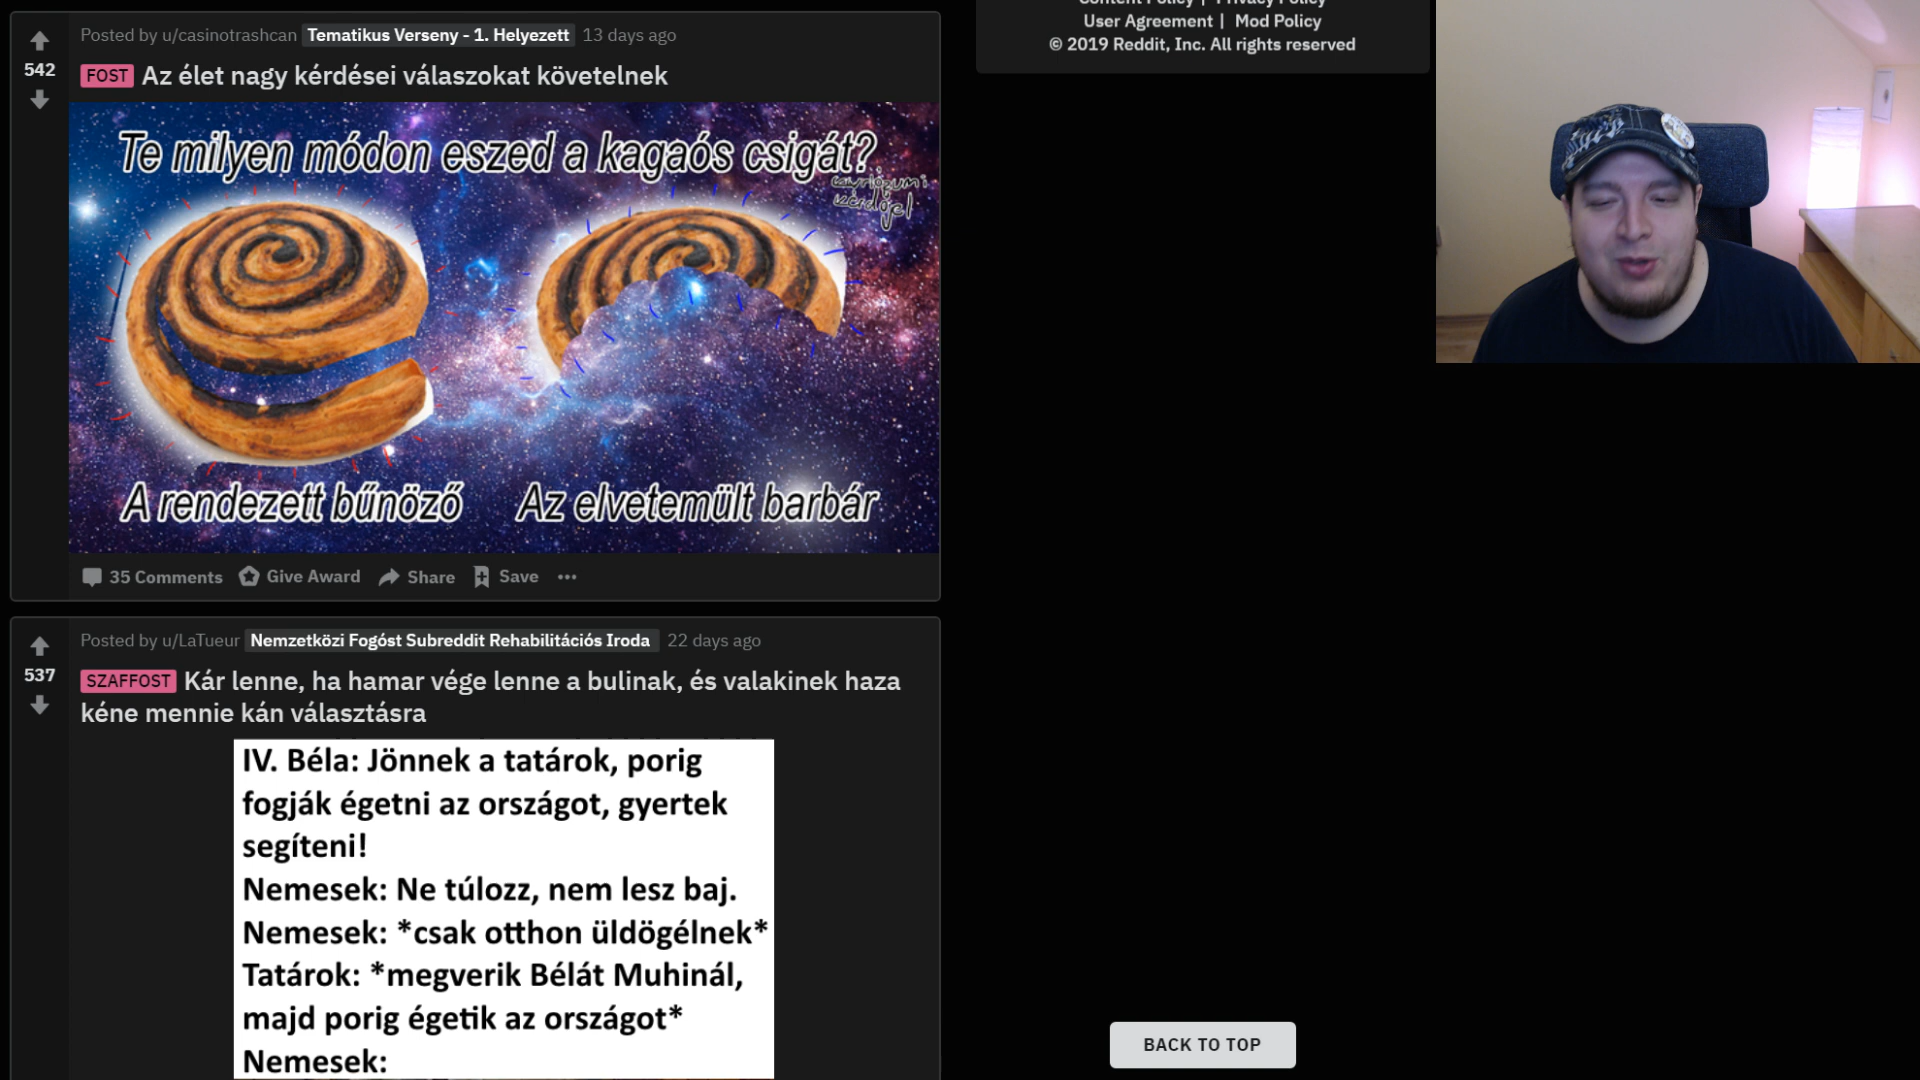 Posted by u/casinotrashcan Tematikus Verseny - 1. Helyezett 13 days ago
542
FOST Az élet nagy kérdései válaszokat követelnek
Te milyen módon eszed a kagaós csigát?
A rendezett bűnöző Az elvetemült barbár
35 Comments Give Award Share Save
Posted by u/LaTueur Nemzetközi Fogóst Subreddit Rehabilitációs Iroda 22 days ago
537
SZAFFOST Kár lenne, ha hamar vége lenne a bulinak, és valakinek haza
kéne mennie kán választásra
IV. Béla: Jönnek a tatárok, porig
fogják égetni az országot, gyertek
segíteni!
Nemesek: Ne túlozz, nem lesz baj.
Nemesek: *csak otthon üldögélnek*
Tatárok: *megverik Bélát Muhinál,
majd porig égetik az országot*
Nemesek:
Content Policy | Privacy Policy
User Agreement | Mod Policy
© 2019 Reddit, Inc. All rights reserved
BACK TO TOP